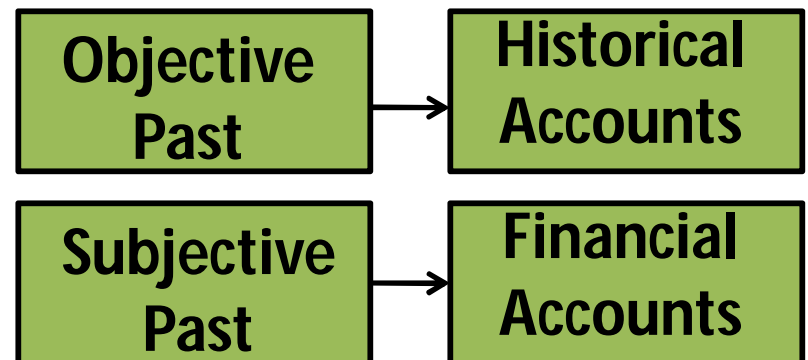 Objective
Past
Historical
Accounts
Subjective
Past
Financial
Accounts